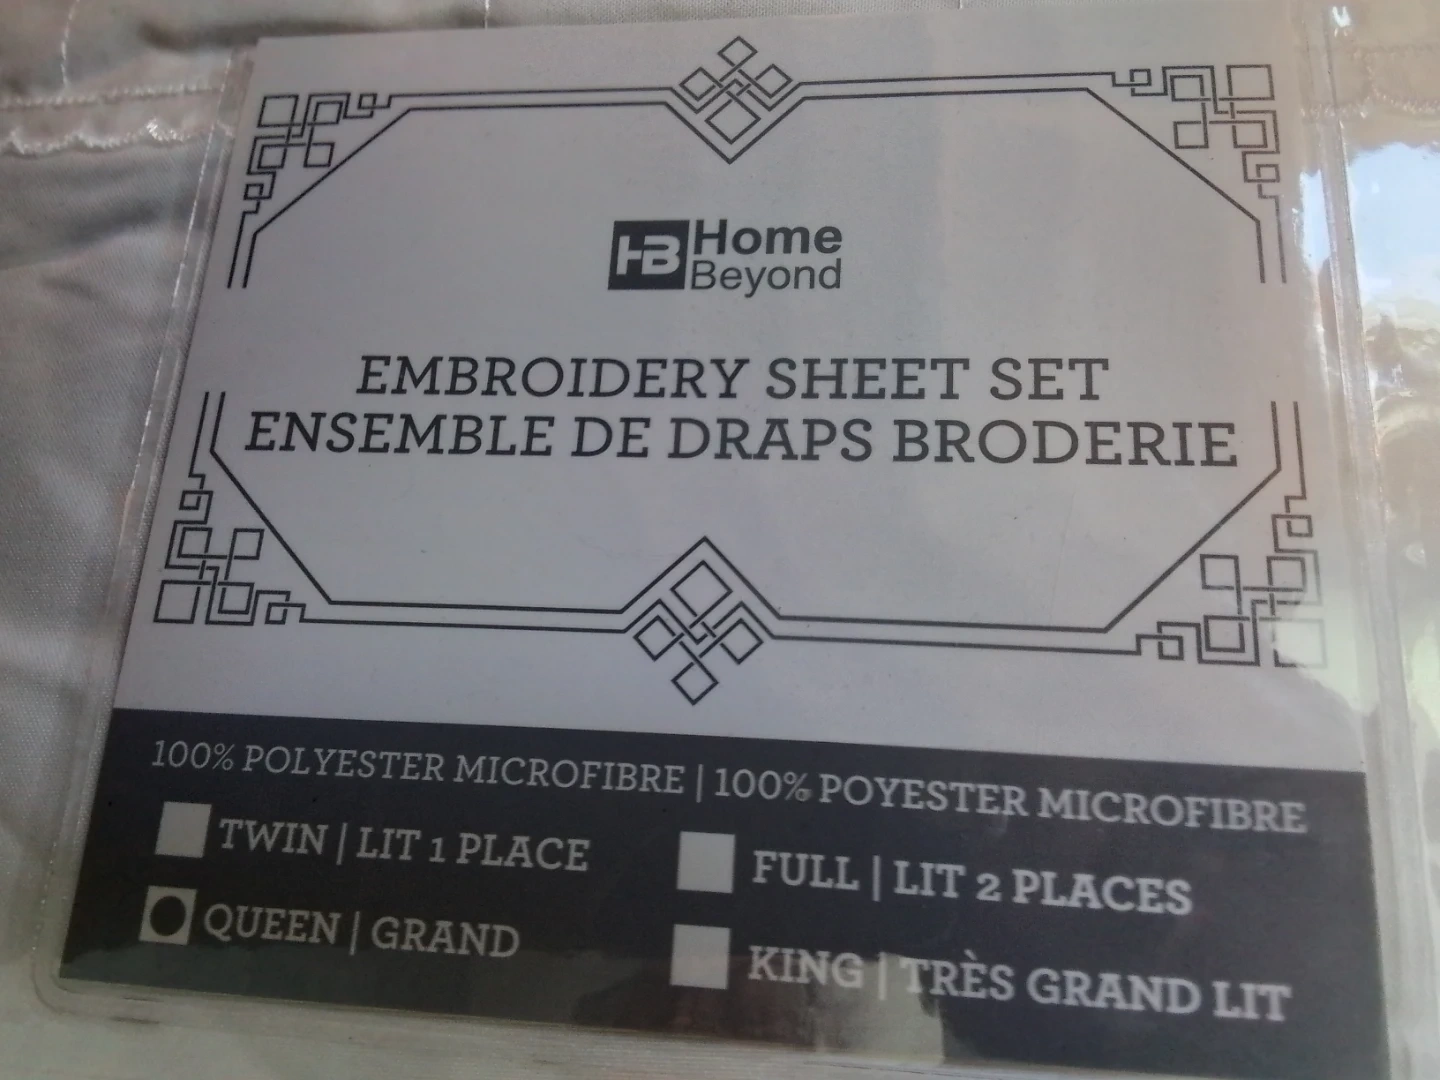 HB Home
Beyond
EMBROIDERY SHEET SET
ENSEMBLE DE DRAPS BRODERIE
100% POLYESTER MICROFIBRE | 100% POYESTER MICROFIBRE
TWIN | LIT 1 PLACE
FULL | LIT 2 PLACES
QUEEN | GRAND
KING | TRÈS GRAND LIT